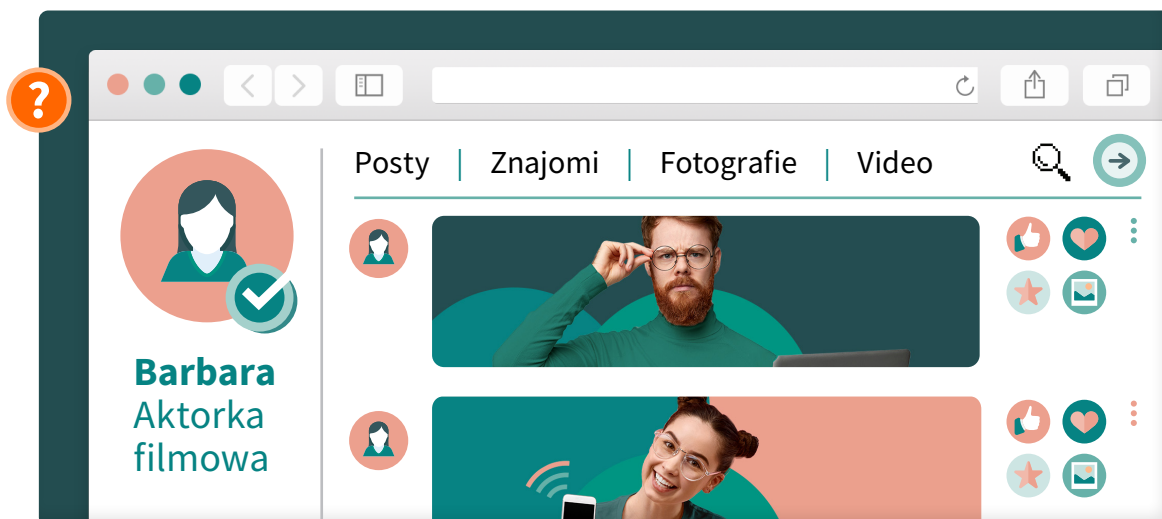 ?
Posty | Znajomi | Fotografie | Video
Barbara
Aktorka
filmowa